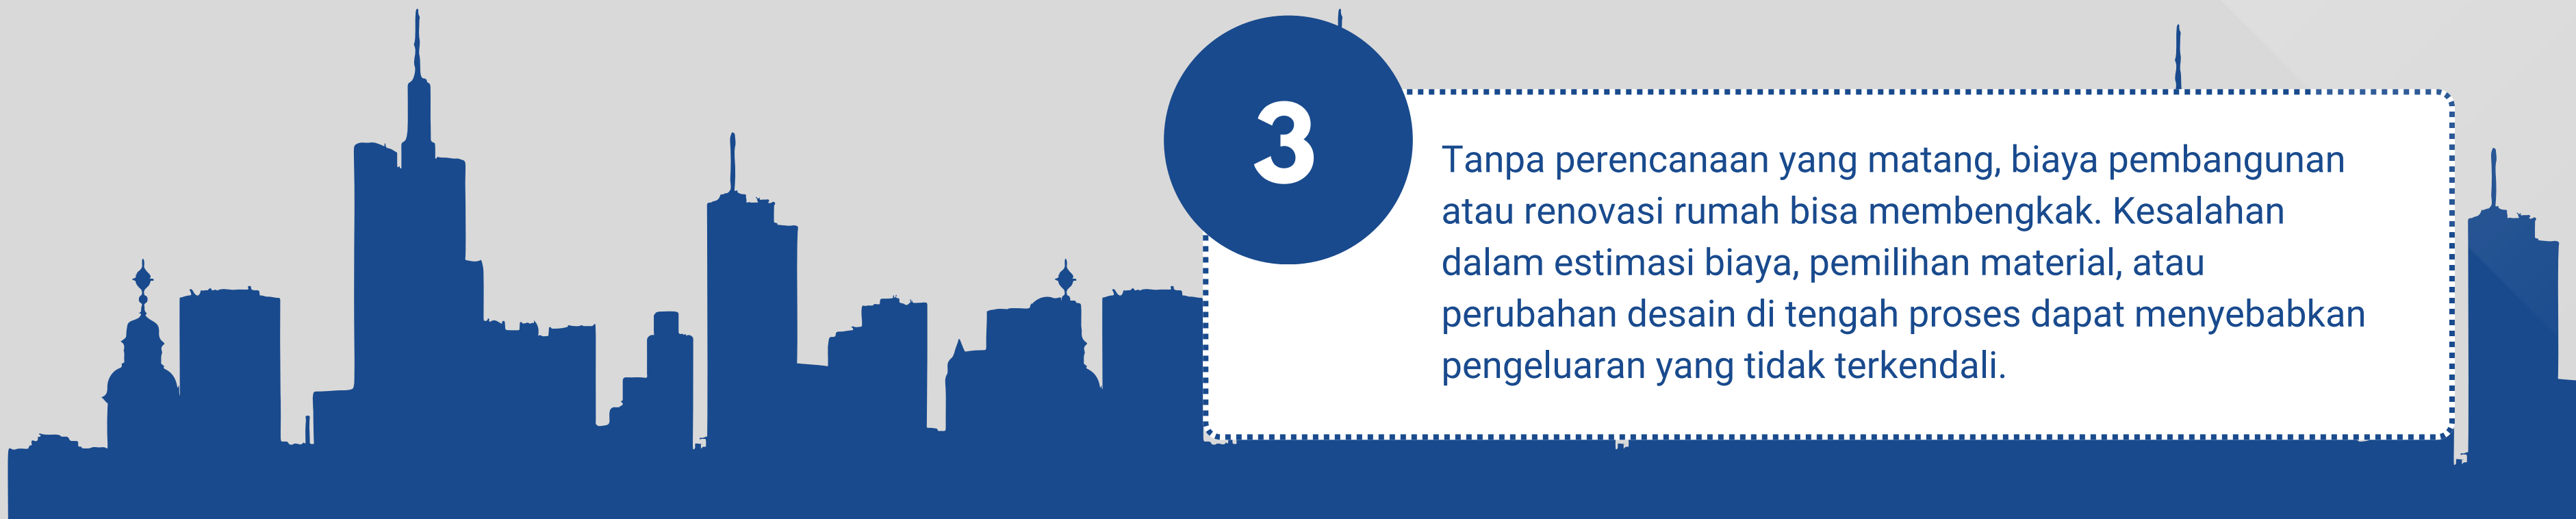 3
Tanpa perencanaan yang matang, biaya pembangunan
atau renovasi rumah bisa membengkak. Kesalahan
dalam estimasi biaya, pemilihan material, atau
perubahan desain di tengah proses dapat menyebabkan
pengeluaran yang tidak terkendali.